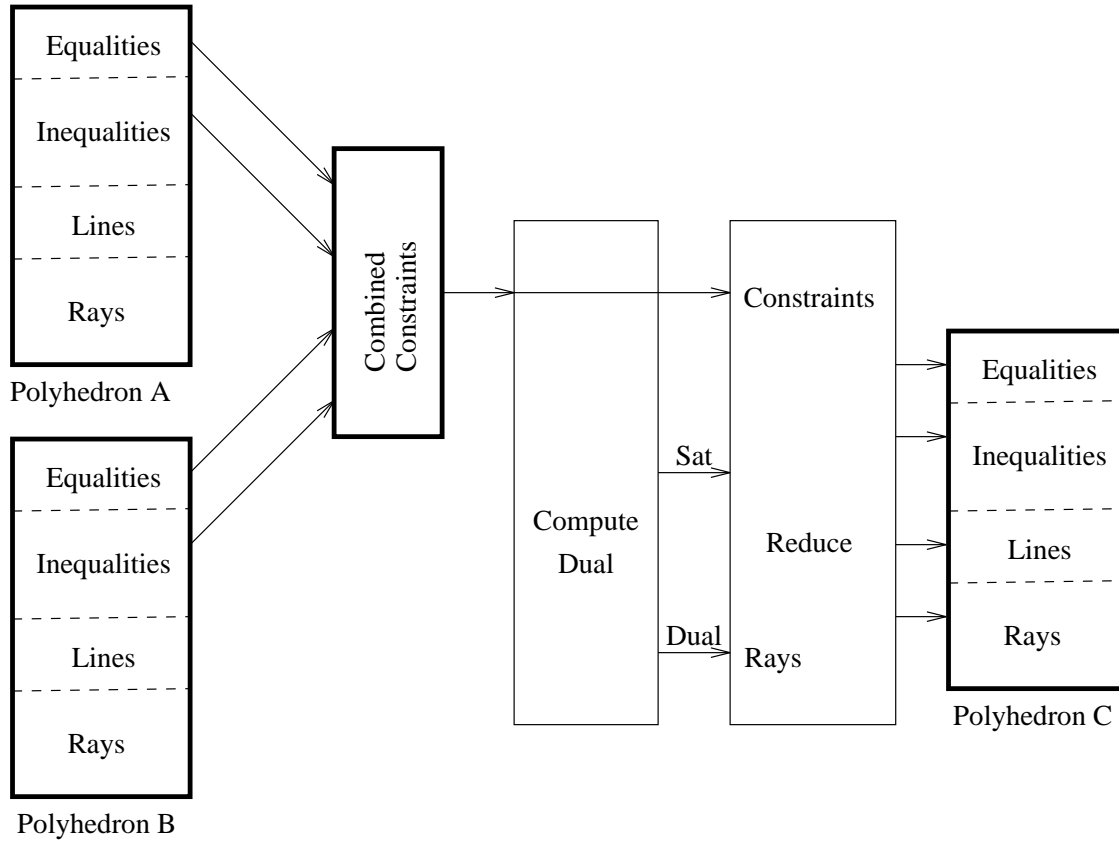 Equalities
Inequalities
Lines
Rays
Polyhedron A
Equalities
Inequalities
Lines
Rays
Polyhedron B
Combined
Constraints
Compute
Dual
Sat
Dual
Constraints
Reduce
Rays
Equalities
Inequalities
Lines
Rays
Polyhedron C